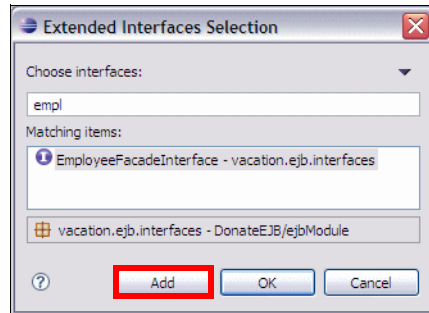 Extended Interfaces Selection
Choose interfaces:
empl
Matching items:
EmployeeFacadeInterface - vacation.ejb.interfaces
vacation.ejb.interfaces - DonateEJB/ejbModule
Add OK Cancel